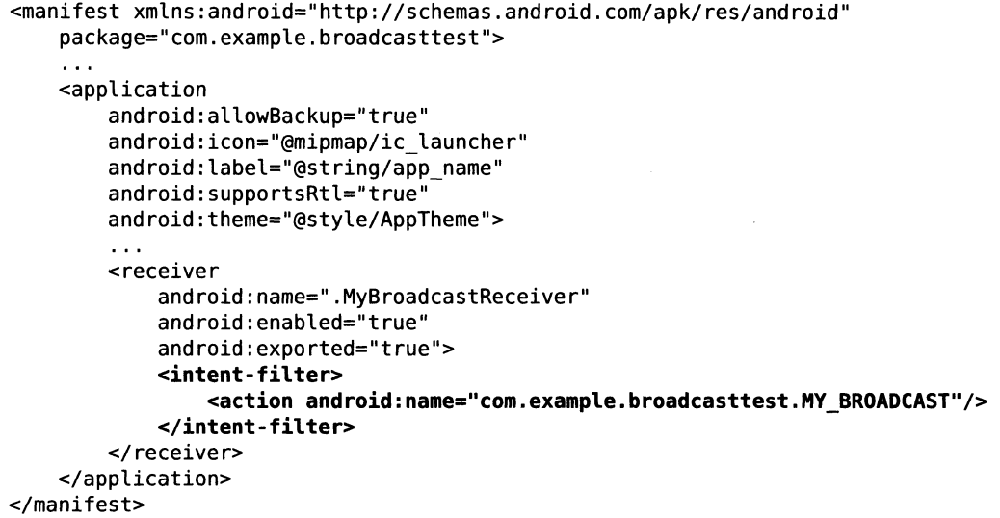 <manifest xmlns:android="http://schemas.android.com/apk/res/android"
    package="com.example.broadcasttest">
    ...
    <application
        android:allowBackup="true"
        android:icon="@mipmap/ic_launcher"
        android:label="@string/app_name"
        android:supportsRtl="true"
        android:theme="@style/AppTheme">
        ...
        <receiver
            android:name=".MyBroadcastReceiver"
            android:enabled="true"
            android:exported="true">
            <intent-filter>
                <action android:name="com.example.broadcasttest.MY_BROADCAST"/>
            </intent-filter>
        </receiver>
    </application>
</manifest>